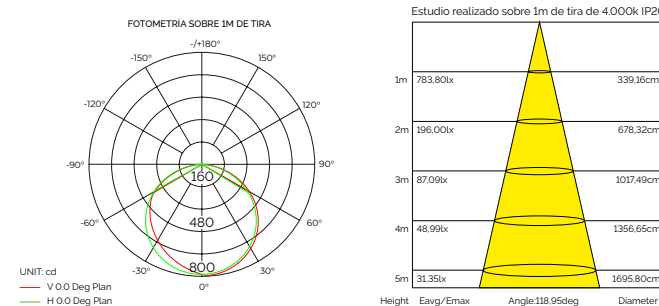 FOTOMETRÍA SOBRE 1M DE TIRA
-/+180°
-150° 150°
-120° 120°
-90° 90°
-60° 60°
-30° 30°
0°
160
480
800
UNIT: cd
V 0.0 Deg Plan
H 0.0 Deg Plan
Estudio realizado sobre 1m de tira de 4.000k IP20
1m 783,80lx 339,16cm
2m 196,00lx 678,32cm
3m 87,09lx 1017,49cm
4m 48,99lx 1356,65cm
5m 31,35lx 1695,80cm
Height Eavg/Emax Angle:118,95deg Diameter